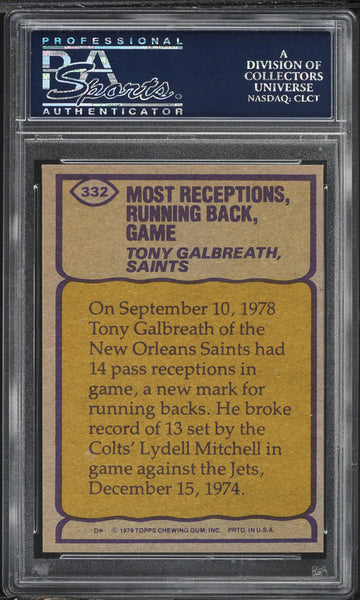 PROFESSIONAL
PSA
Sports
AUTHENTICATOR
A
DIVISION OF
COLLECTORS
UNIVERSE
NASDAQ: CLCT
332
MOST RECEPTIONS,
RUNNING BACK,
GAME
TONY GALBREATH,
SAINTS
On September 10, 1978
Tony Galbreath of the
New Orleans Saints had
14 pass receptions in
game, a new mark for
running backs. He broke
record of 13 set by the
Colts' Lydell Mitchell in
game against the Jets,
December 15, 1974.
D* © 1979 TOPPS CHEWING GUM, INC. PRTD. IN U.S.A.